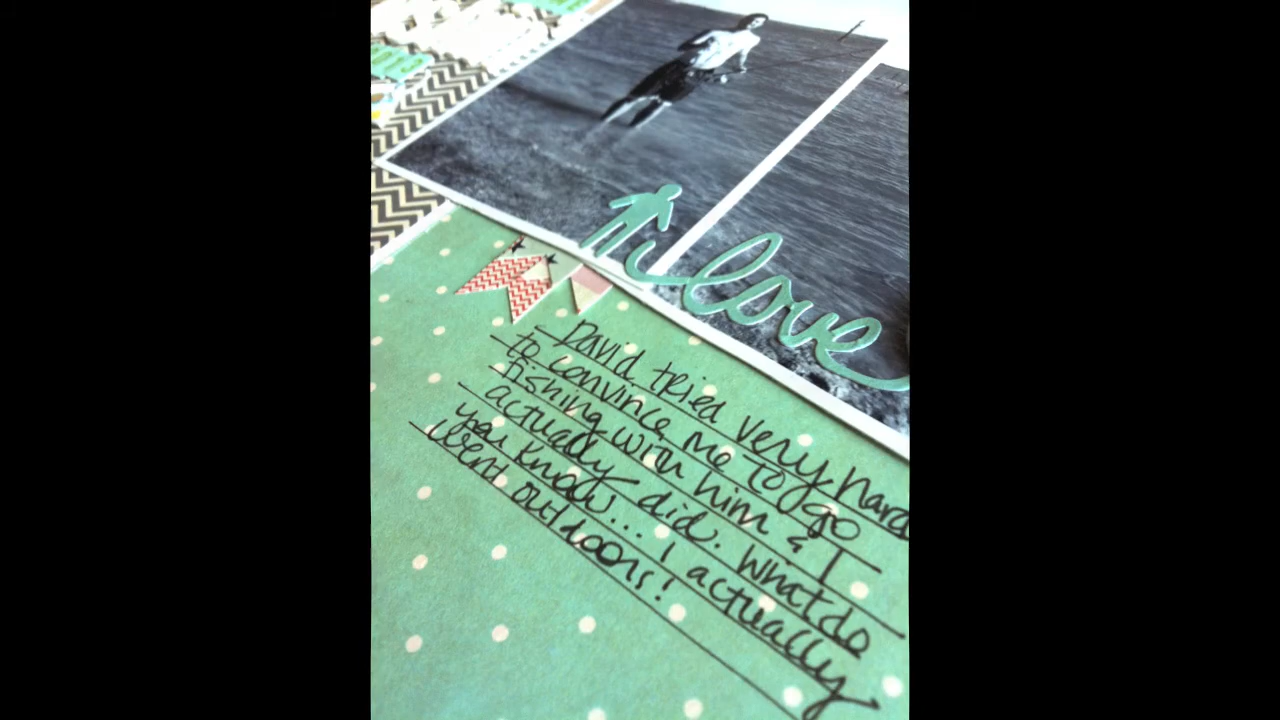 love
David tried very hard
to convince me to go
fishing with him & I
actually did. What do
you know... I actually
went outdoors!